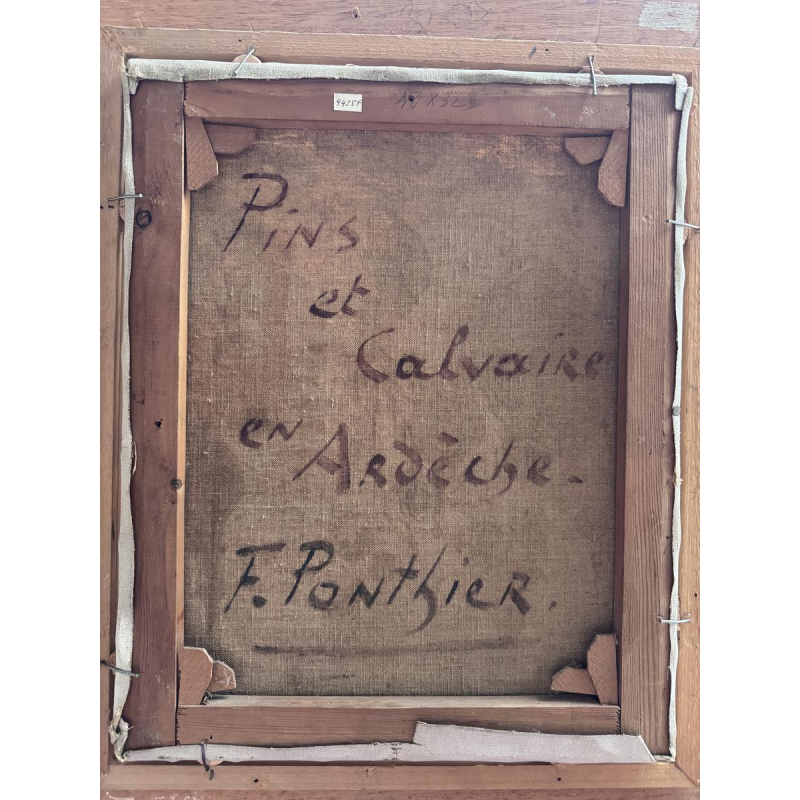 9425F
Pins
et
Calvaire
en Ardèche.
F. Ponthier.